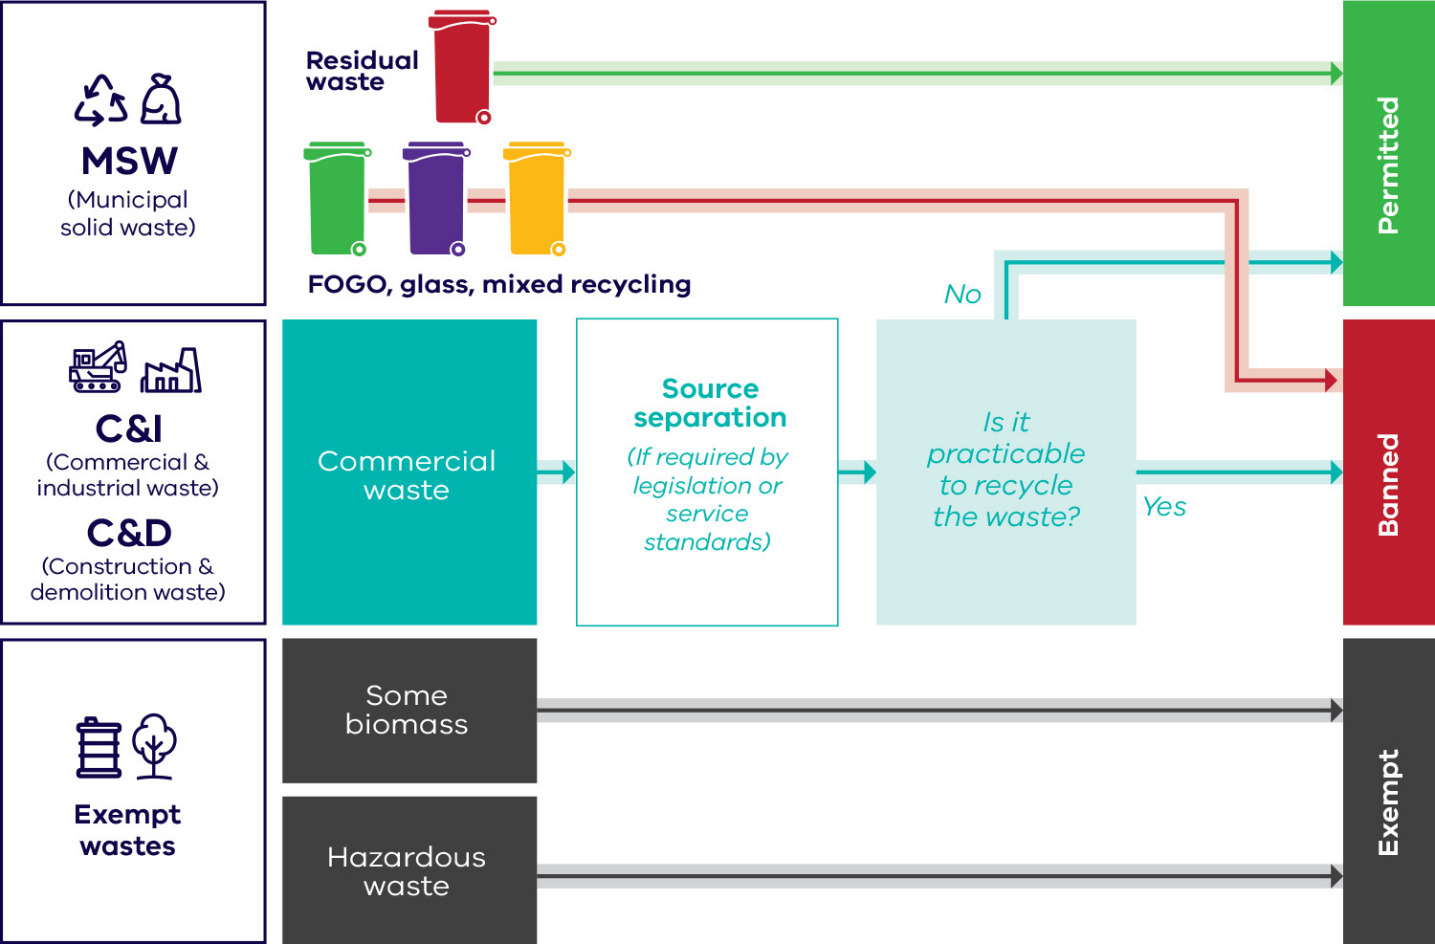 MSW
(Municipal
solid waste)
Residual
waste
FOGO, glass, mixed recycling
Permitted
C&I
(Commercial &
industrial waste)
C&D
(Construction &
demolition waste)
Commercial
waste
Source
separation
(If required by
legislation or
service
standards)
Is it
practicable
to recycle
the waste?
No
Yes
Banned
Exempt
wastes
Some
biomass
Hazardous
waste
Exempt